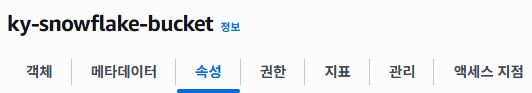 ky-snowflake-bucket 정보
객체 메타데이터 속성 권한 지표 관리 액세스 지점